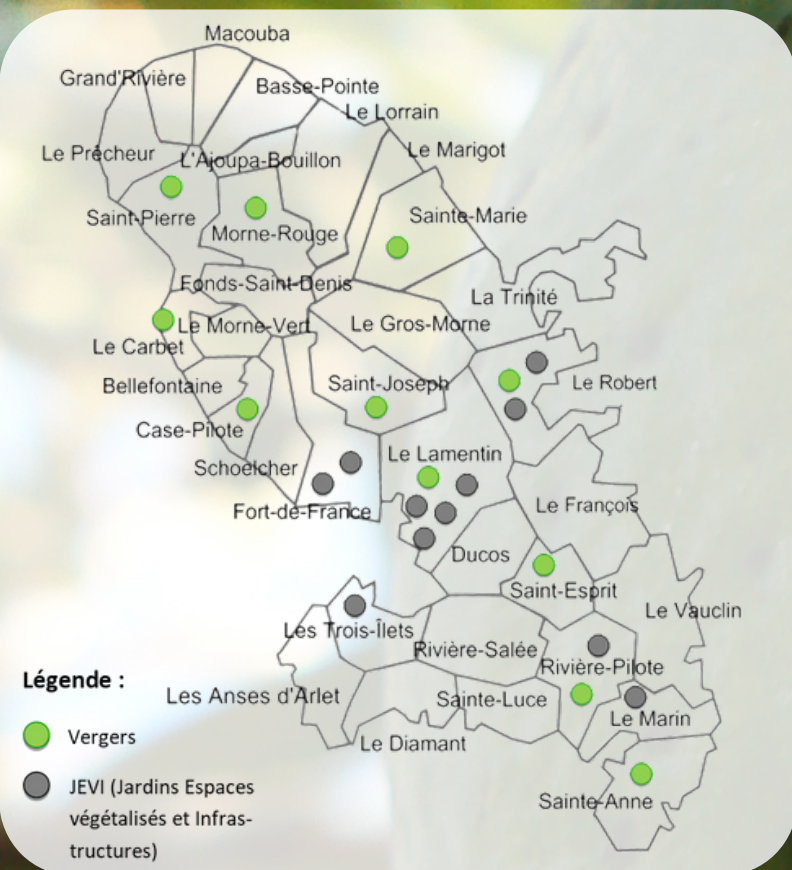 Macouba
Grand'Rivière
Basse-Pointe
Le Lorrain
Le Prêcheur
L'Ajoupa-Bouillon
Le Marigot
Saint-Pierre
Sainte-Marie
Morne-Rouge
Fonds-Saint-Denis
La Trinité
Le Morne-Vert
Le Gros-Morne
Le Carbet
Bellefontaine
Saint-Joseph
Le Robert
Case-Pilote
Le Lamentin
Schoelcher
Fort-de-France
Le François
Ducos
Saint-Esprit
Le Vauclin
Les Trois-Îlets
Rivière-Salée
Rivière-Pilote
Les Anses d'Arlet
Sainte-Luce
Le Marin
Le Diamant
Sainte-Anne
Légende :
Vergers
JEVI (Jardins Espaces
végétalisés et Infras-
tructures)